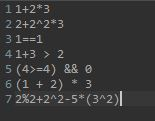 1 1+2*3
2 2+2^2*3
3 1==1
4 1+3 > 2
5 (4>=4) && 0
6 (1 + 2) * 3
7 2%2+2^2-5*(3^2)